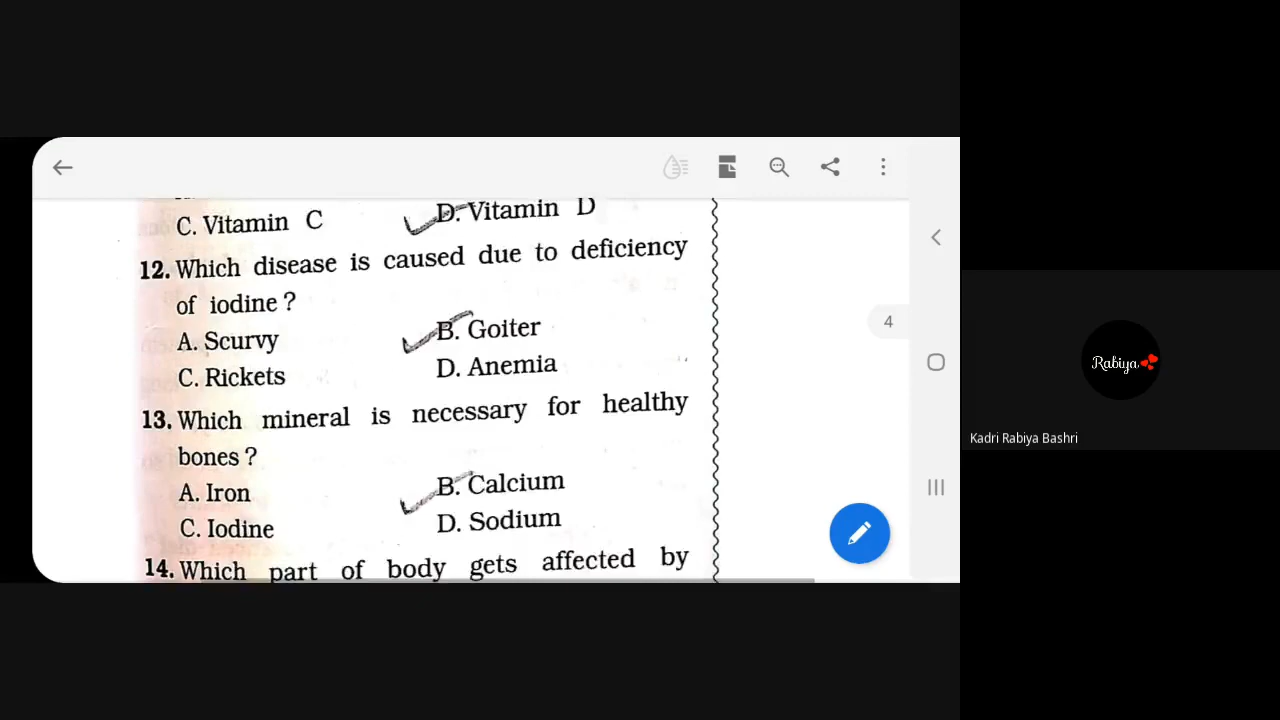 C. Vitamin C
D. Vitamin D
12. Which disease is caused due to deficiency
of iodine ?
A. Scurvy
B. Goiter
C. Rickets
D. Anemia
13. Which mineral is necessary for healthy
bones ?
A. Iron
B. Calcium
C. Iodine
D. Sodium
14. Which part of body gets affected by
4
Rabiya
Kadri Rabiya Bashri